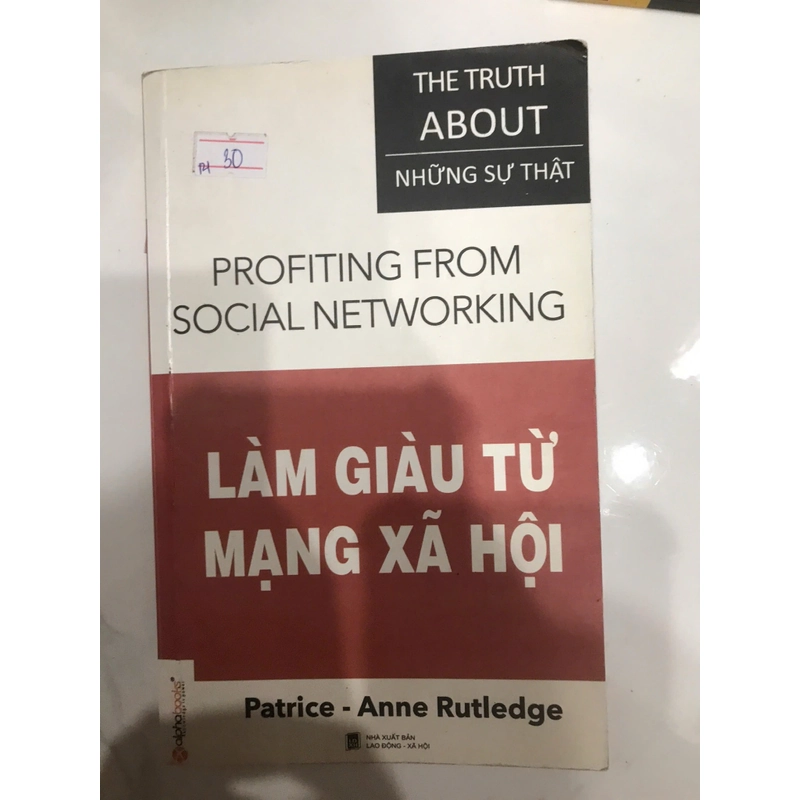 THE TRUTH
ABOUT
NHỮNG SỰ THẬT
30
PROFITING FROM
SOCIAL NETWORKING
LÀM GIÀU TỪ
MẠNG XÃ HỘI
alphabooks
Patrice - Anne Rutledge
NHÀ XUẤT BẢN
LAO ĐỘNG - XÃ HỘI